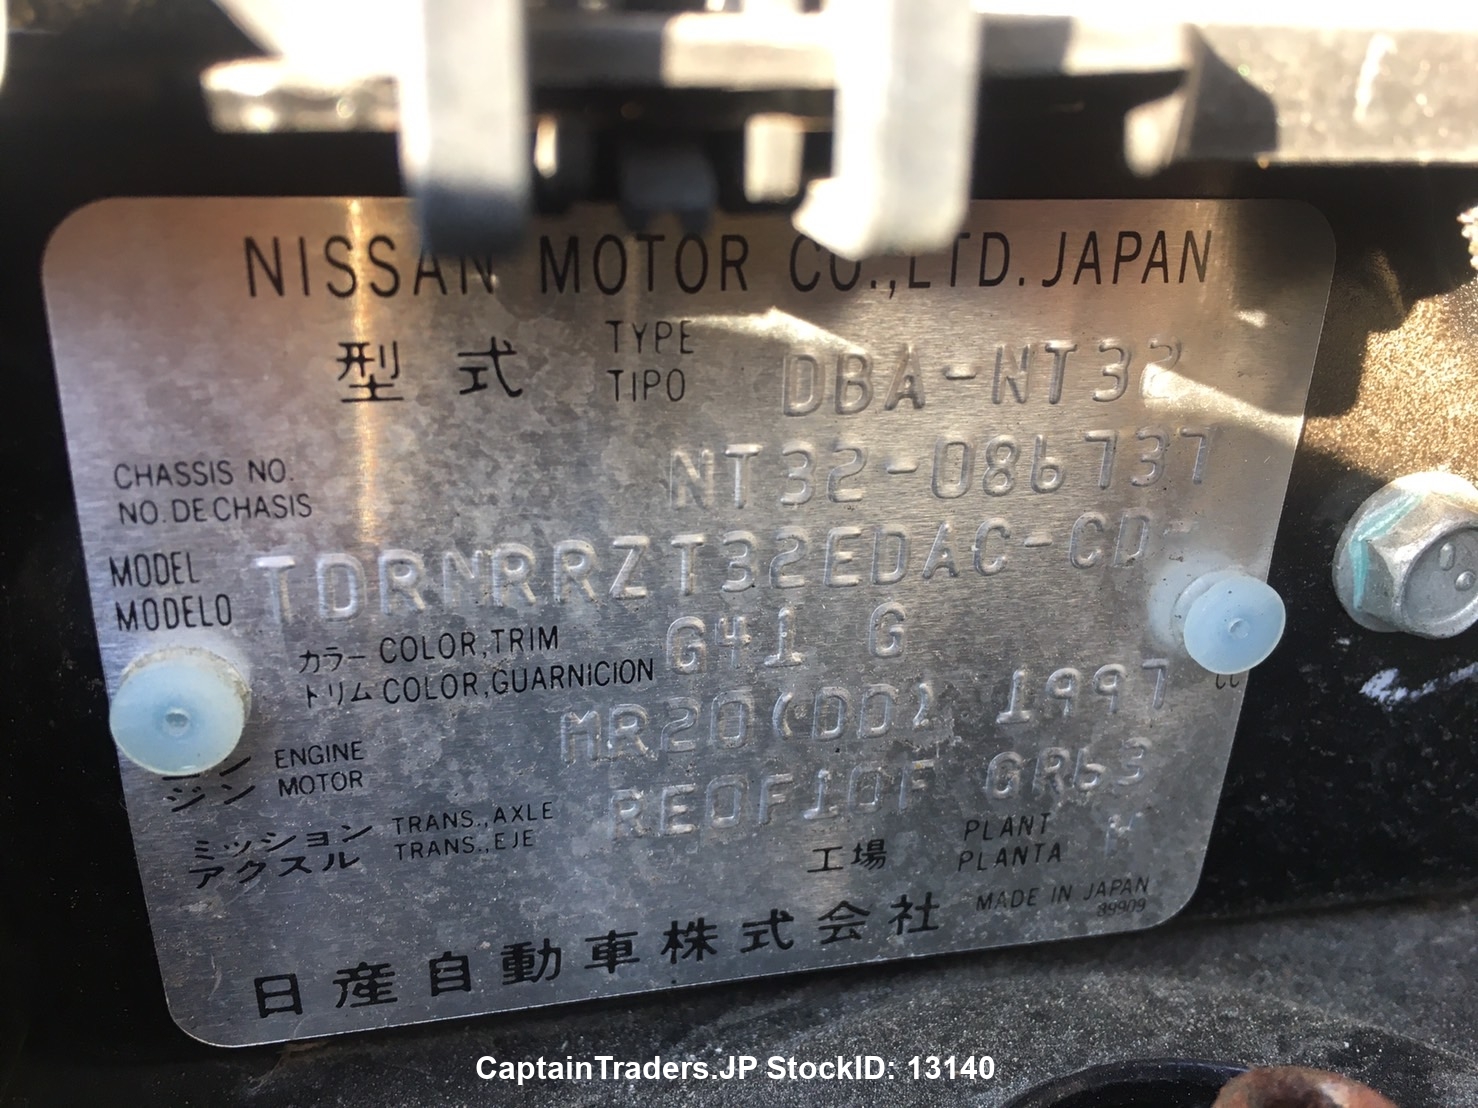 NISSAN MOTOR CO.,LTD. JAPAN
型式 TYPE TIPO DBA-NT32
CHASSIS NO. NT32-086737
NO. DE CHASIS
MODEL TDRNRRZT32EDAC-CD-
MODELO
カラー COLOR,TRIM G41 G
トリム COLOR,GUARNICION
ENGINE MR20(DD) 1997 CC
ジン MOTOR
ミッション TRANS.,AXLE RE0F10F GR63
アクスル TRANS.,EJE
工場 PLANT
PLANTA
MADE IN JAPAN
89909
日産自動車株式会社
CaptainTraders.JP StockID: 13140